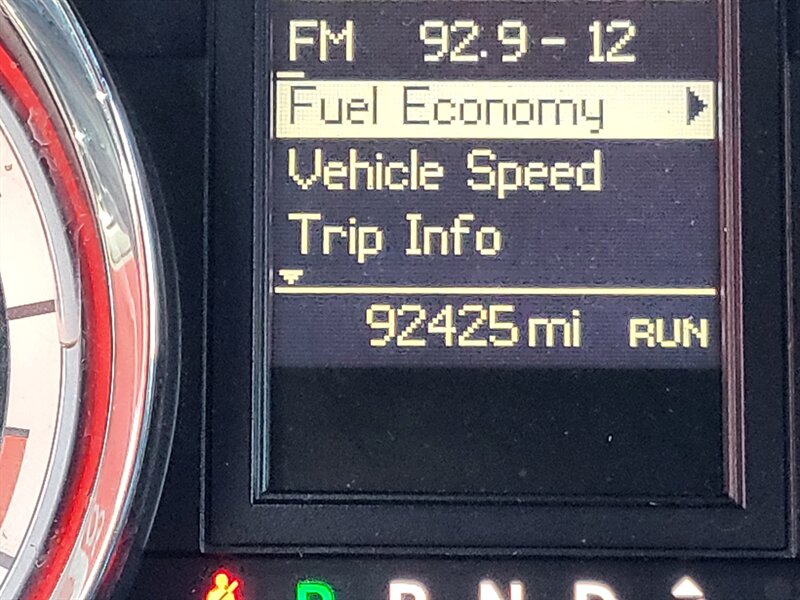 FM 92.9 - 12
Fuel Economy
Vehicle Speed
Trip Info
92425 mi RUN
P R N D